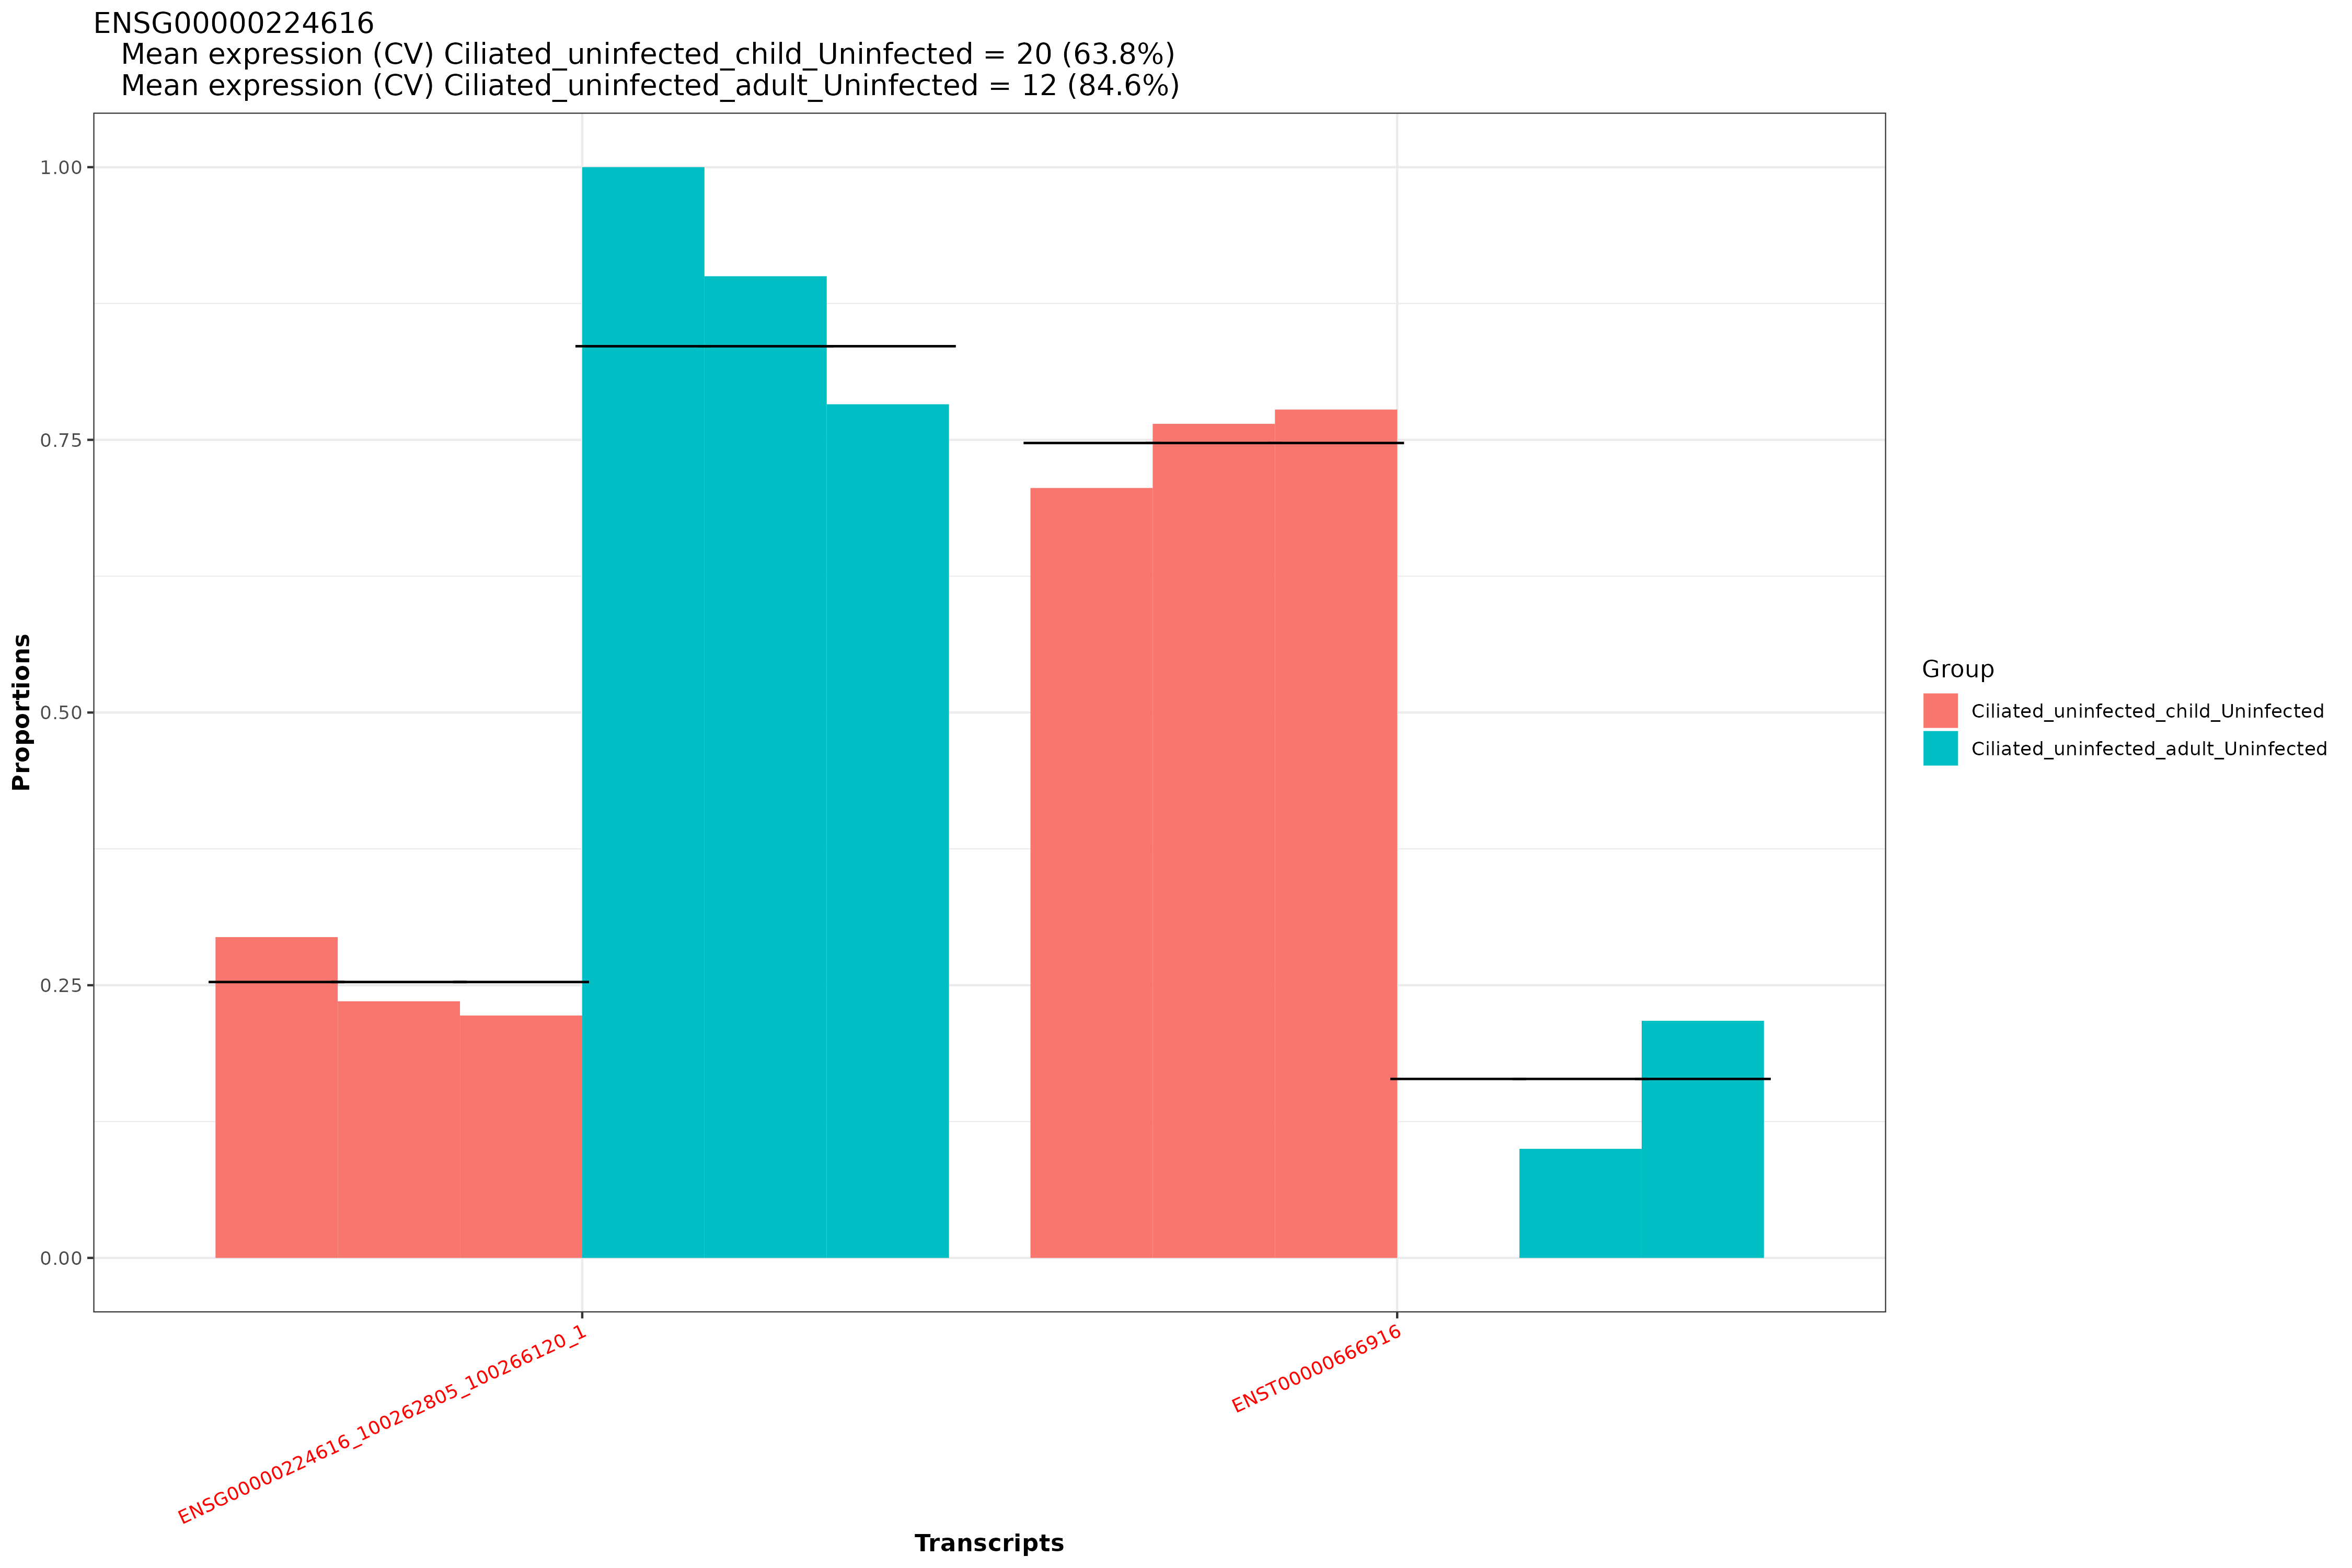 ENSG00000224616
Mean expression (CV) Ciliated_uninfected_child_Uninfected = 20 (63.8%)
Mean expression (CV) Ciliated_uninfected_adult_Uninfected = 12 (84.6%)
1.00
0.75
0.50
0.25
0.00
Proportions
ENSG00000224616_100262805_100266120_1
ENST00000666916
Transcripts
Group
Ciliated_uninfected_child_Uninfected
Ciliated_uninfected_adult_Uninfected